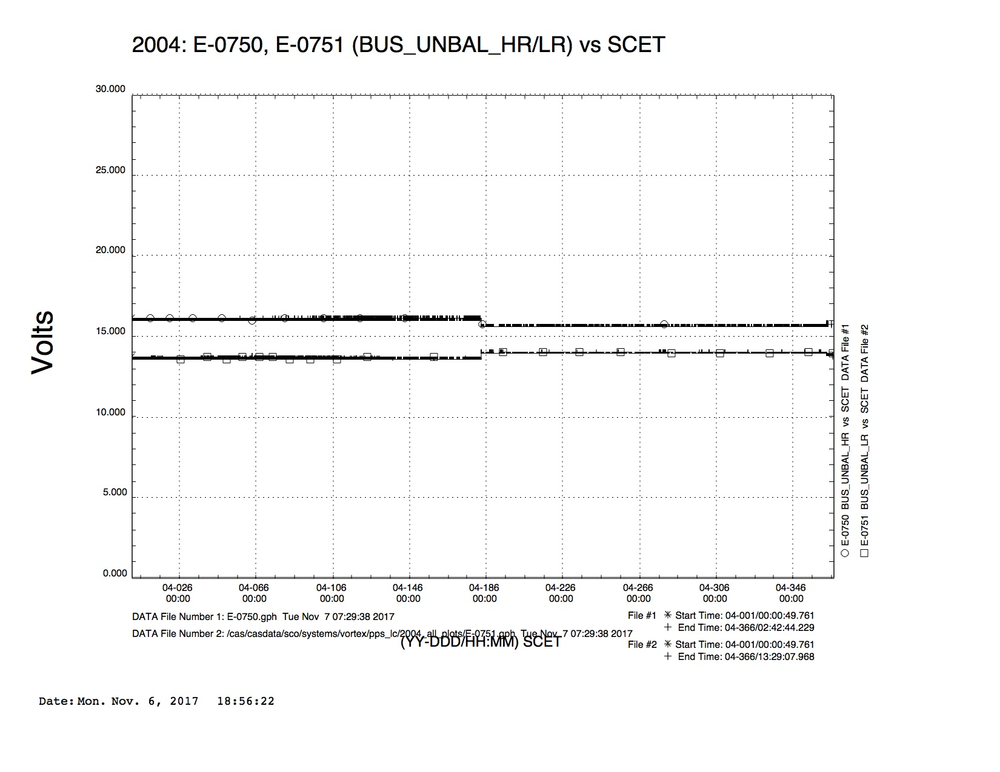 2004: E-0750, E-0751 (BUS_UNBAL_HR/LR) vs SCET
Volts
30.000
25.000
20.000
15.000
10.000
5.000
0.000
04-026 04-066 04-106 04-146 04-186 04-226 04-266 04-306 04-346
00:00 00:00 00:00 00:00 00:00 00:00 00:00 00:00 00:00
E-0750 BUS_UNBAL_HR vs SCET DATA File #1
E-0751 BUS_UNBAL_LR vs SCET DATA File #2
DATA File Number 1: E-0750.gph Tue Nov 7 07:29:38 2017
DATA File Number 2: /cas/casdata/sco/systems/vortex/pps_lc/2004_all_plots/E-0751.gph Tue Nov 7 07:29:38 2017
(YY-DDD/HH:MM) SCET
File #1 * Start Time: 04-001/00:00:49.761
+ End Time: 04-366/02:42:44.229
File #2 * Start Time: 04-001/00:00:49.761
+ End Time: 04-366/13:29:07.968
Date: Mon. Nov. 6, 2017 18:56:22